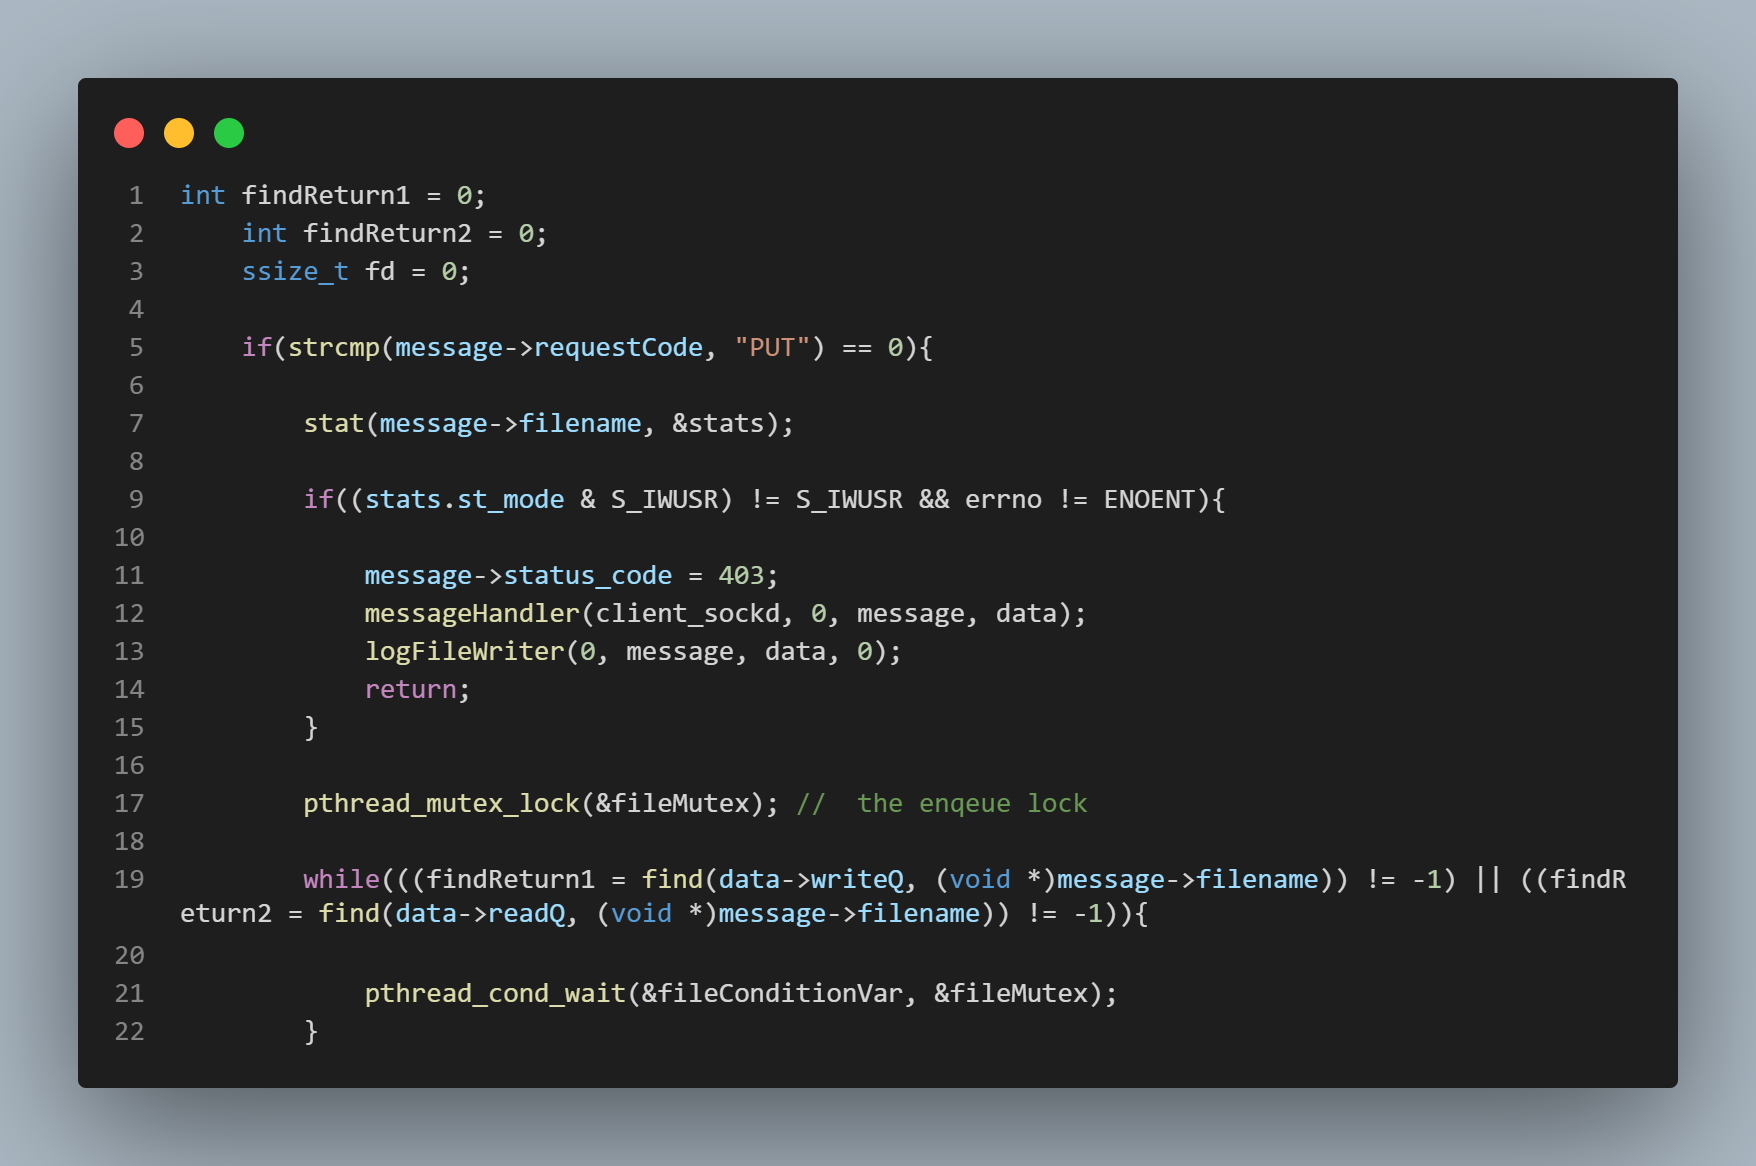 1 int findReturn1 = 0;
2     int findReturn2 = 0;
3     ssize_t fd = 0;
4
5     if(strcmp(message->requestCode, "PUT") == 0){
6
7         stat(message->filename, &stats);
8
9         if((stats.st_mode & S_IWUSR) != S_IWUSR && errno != ENOENT){
10
11             message->status_code = 403;
12             messageHandler(client_sockd, 0, message, data);
13             logFileWriter(0, message, data, 0);
14             return;
15         }
16
17         pthread_mutex_lock(&fileMutex); //  the enqeue lock
18
19         while(((findReturn1 = find(data->writeQ, (void *)message->filename)) != -1) || ((findR
eturn2 = find(data->readQ, (void *)message->filename)) != -1)){
20
21             pthread_cond_wait(&fileConditionVar, &fileMutex);
22         }